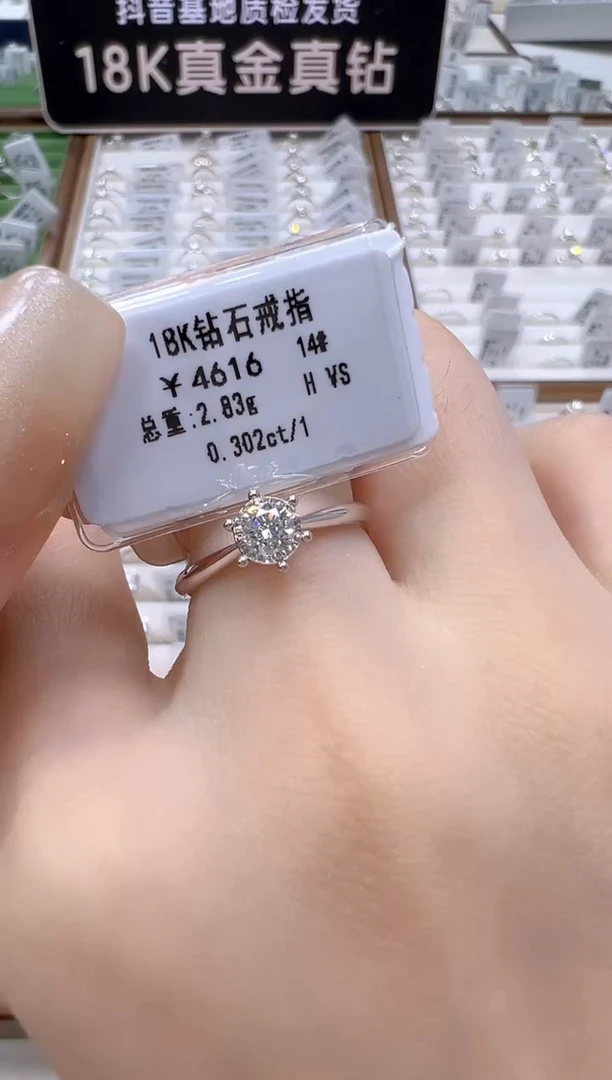 抖音基地质检发货
18K真金真钻
18K钻石戒指
￥4616 14#
总重:2.83g H VS
0.302ct/1